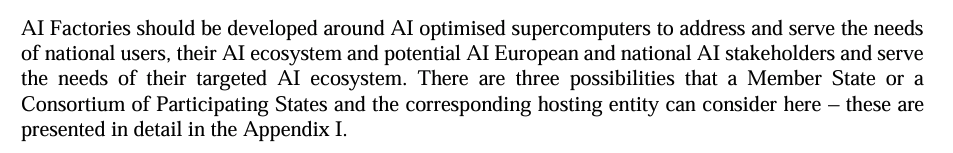 AI Factories should be developed around AI optimised supercomputers to address and serve the needs
of national users, their AI ecosystem and potential AI European and national AI stakeholders and serve
the needs of their targeted AI ecosystem. There are three possibilities that a Member State or a
Consortium of Participating States and the corresponding hosting entity can consider here – these are
presented in detail in the Appendix I.